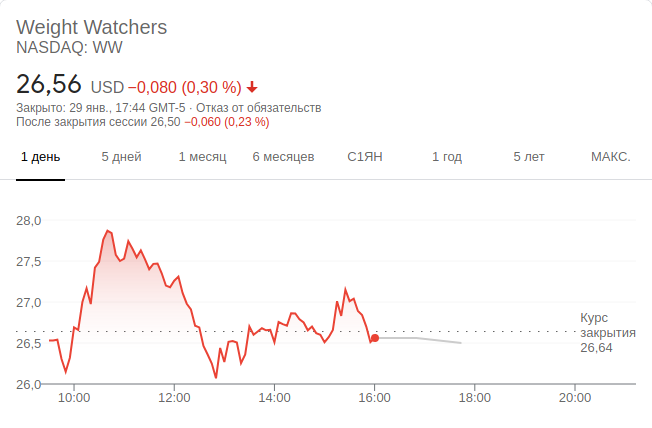 Weight Watchers
NASDAQ: WW
26,56 USD −0,080 (0,30 %)
Закрыто: 29 янв., 17:44 GMT-5 · Отказ от обязательств
После закрытия сессии 26,50 −0,060 (0,23 %)
1 день 5 дней 1 месяц 6 месяцев С1ЯН 1 год 5 лет МАКС.
28,0
27,5
27,0
26,5
26,0
Курс
закрытия
26,64
10:00 12:00 14:00 16:00 18:00 20:00